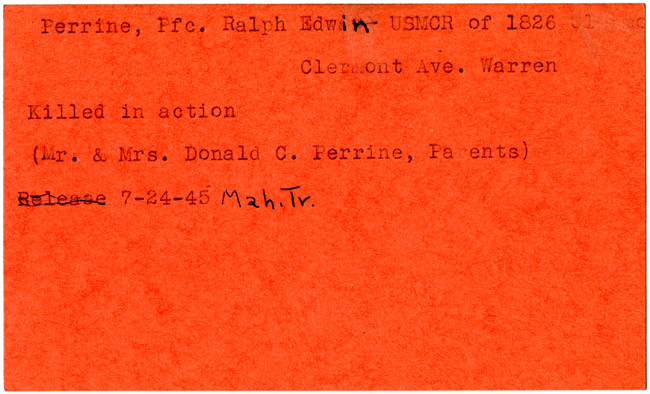 Perrine, Pfc. Ralph Edwin USMCR of 1826
Clermont Ave. Warren
Killed in action
(Mr. & Mrs. Donald C. Perrine, Parents)
Release 7-24-45 Mah. Tr.